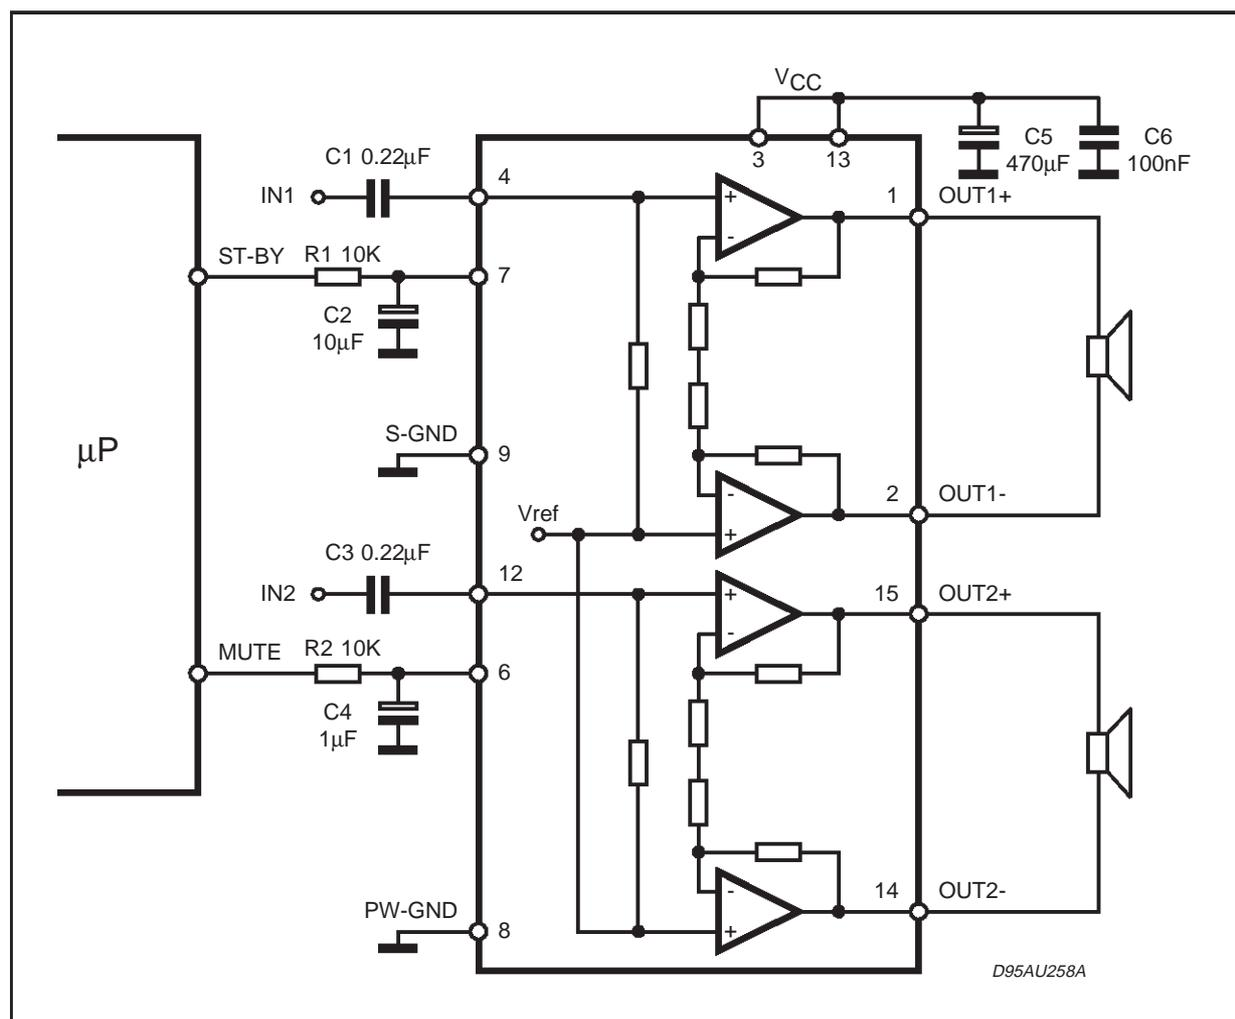 VCC
C1 0.22µF
3
13
C5
470µF
C6
100nF
IN1
4
+
-
1
OUT1+
ST-BY
R1 10K
7
C2
10µF
µP
S-GND
9
-
+
2
OUT1-
Vref
C3 0.22µF
IN2
12
+
-
15
OUT2+
MUTE
R2 10K
6
C4
1µF
-
+
14
OUT2-
PW-GND
8
D95AU258A